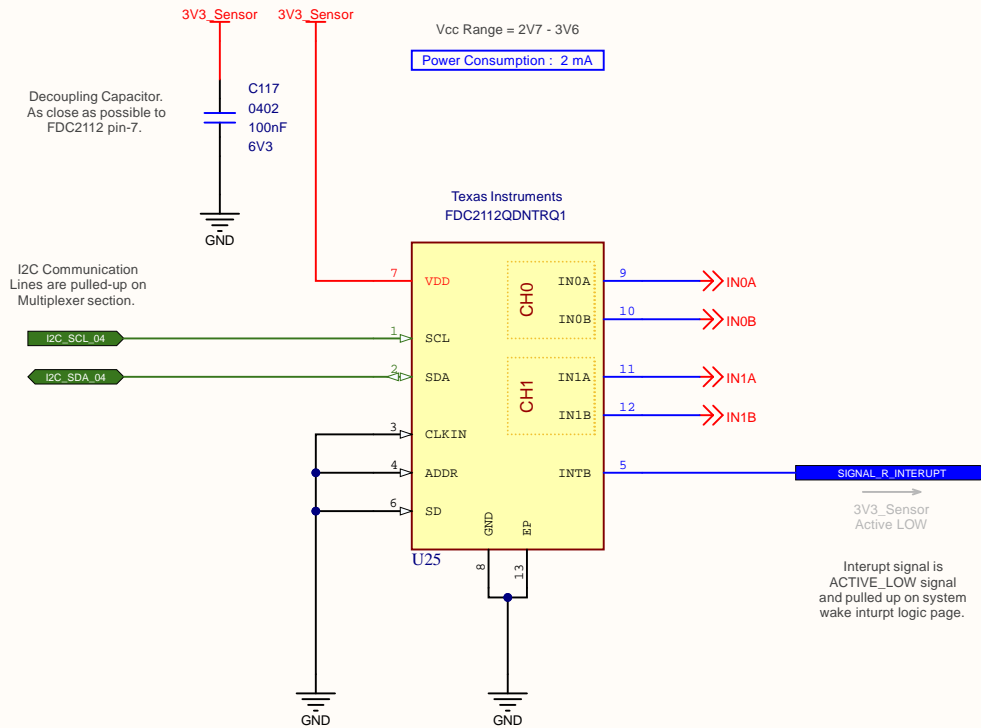 3V3_Sensor
3V3_Sensor
Vcc Range = 2V7 - 3V6
Power Consumption : 2 mA
Decoupling Capacitor.
As close as possible to
FDC2112 pin-7.
C117
0402
100nF
6V3
GND
Texas Instruments
FDC2112QDNTRQ1
I2C Communication
Lines are pulled-up on
Multiplexer section.
7
VDD
CH0
IN0A
9
IN0A
IN0B
10
IN0B
I2C_SCL_04
1
SCL
I2C_SDA_04
2
SDA
CH1
IN1A
11
IN1A
IN1B
12
IN1B
3
CLKIN
4
ADDR
6
SD
INTB
5
SIGNAL_R_INTERUPT
3V3_Sensor
Active LOW
GND
EP
U25
8
13
Interupt signal is
ACTIVE_LOW signal
and pulled up on system
wake inturpt logic page.
GND
GND